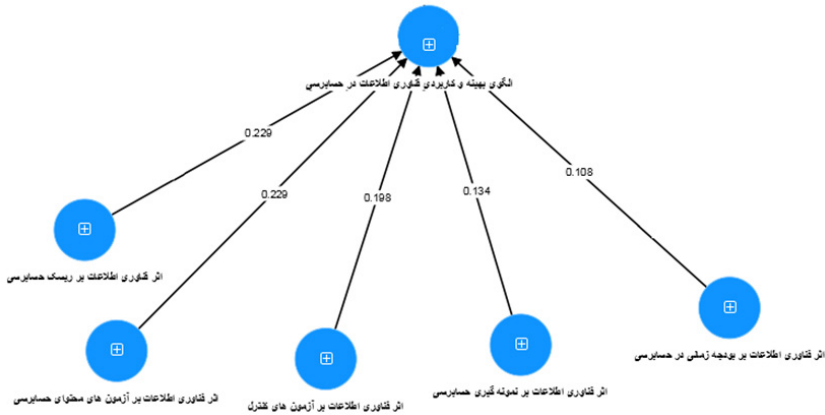 الگوی بهینه و کاربردی فناوری اطلاعات در حسابرسی
0.229
0.229
0.198
0.134
0.108
اثر فناوری اطلاعات بر ریسک حسابرسی
اثر فناوری اطلاعات بر آزمون های محتوای حسابرسی
اثر فناوری اطلاعات بر آزمون های کنترل
اثر فناوری اطلاعات بر نمونه گیری حسابرسی
اثر فناوری اطلاعات بر بودجه زمانی در حسابرسی